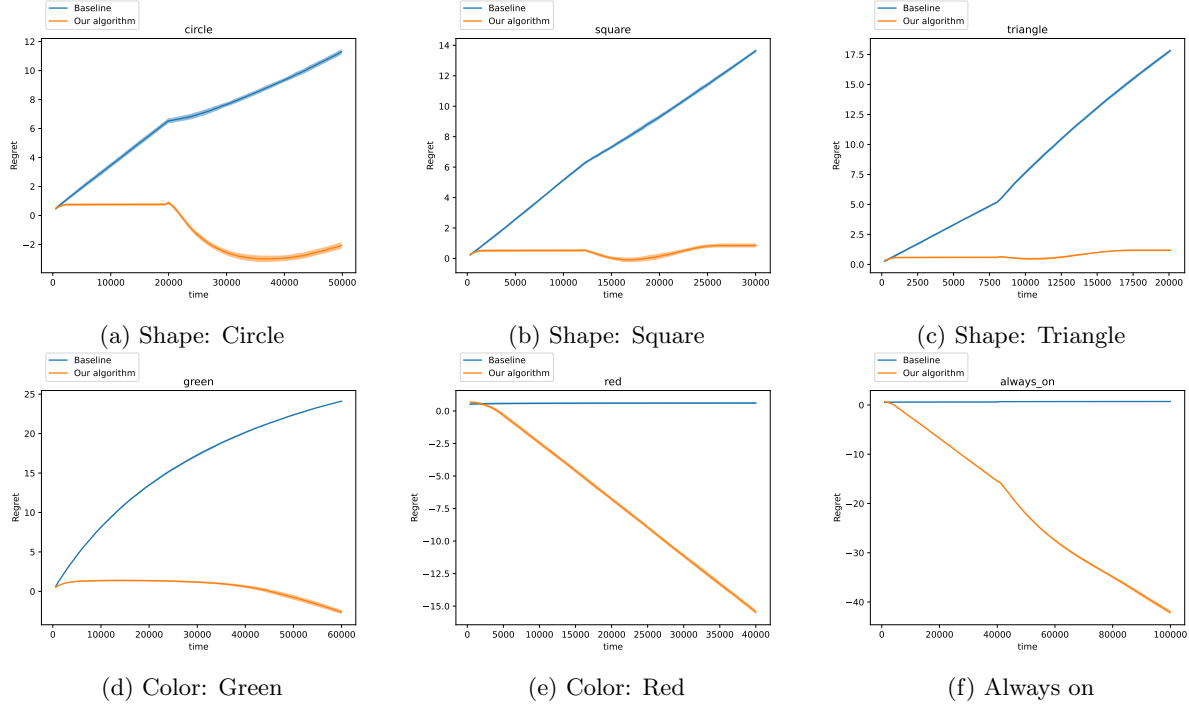 Baseline
Our algorithm
circle
12
10
8
6
4
2
0
−2
Regret
0 10000 20000 30000 40000 50000
time
(a) Shape: Circle
Baseline
Our algorithm
square
14
12
10
8
6
4
2
0
Regret
0 5000 10000 15000 20000 25000 30000
time
(b) Shape: Square
Baseline
Our algorithm
triangle
17.5
15.0
12.5
10.0
7.5
5.0
2.5
0.0
Regret
0 2500 5000 7500 10000 12500 15000 17500 20000
time
(c) Shape: Triangle
Baseline
Our algorithm
green
25
20
15
10
5
0
Regret
0 10000 20000 30000 40000 50000 60000
time
(d) Color: Green
Baseline
Our algorithm
red
0.0
−2.5
−5.0
−7.5
−10.0
−12.5
−15.0
Regret
0 5000 10000 15000 20000 25000 30000 35000 40000
time
(e) Color: Red
Baseline
Our algorithm
always_on
0
−10
−20
−30
−40
Regret
0 20000 40000 60000 80000 100000
time
(f) Always on